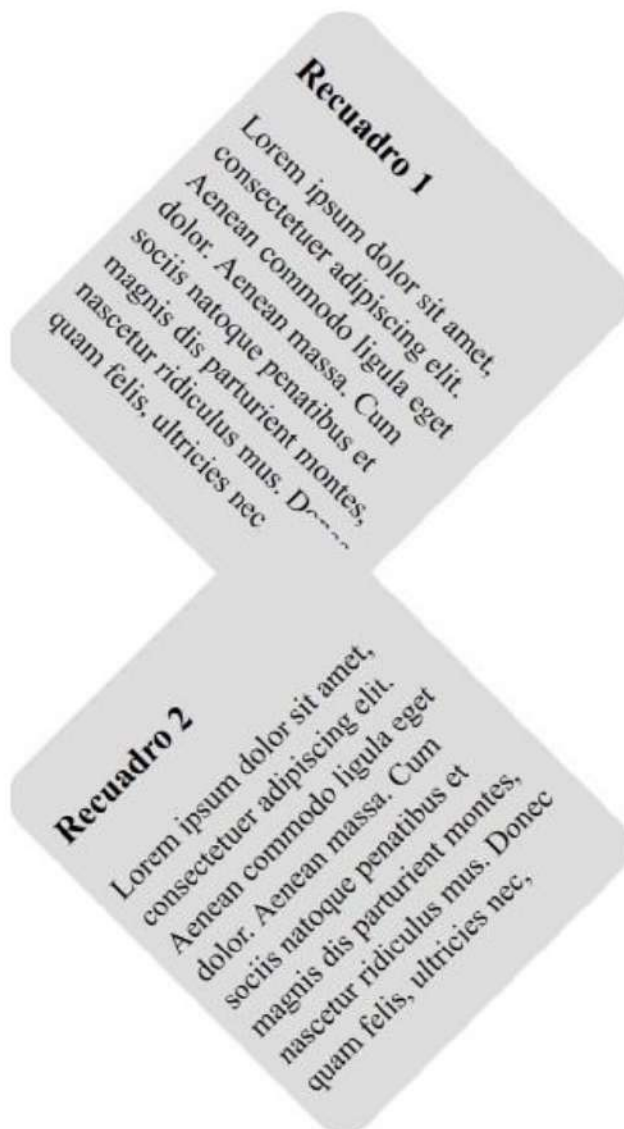 Recuadro 1
Lorem ipsum dolor sit amet,
consectetuer adipiscing elit.
Aenean commodo ligula eget
dolor. Aenean massa. Cum
sociis natoque penatibus et
magnis dis parturient montes,
nascetur ridiculus mus.
quam felis, ultricies nec
Recuadro 2
Lorem ipsum dolor sit amet,
consectetuer adipiscing elit.
Aenean commodo ligula eget
dolor. Aenean massa. Cum
sociis natoque penatibus et
magnis dis parturient montes,
nascetur ridiculus mus. Donec
quam felis, ultricies nec,